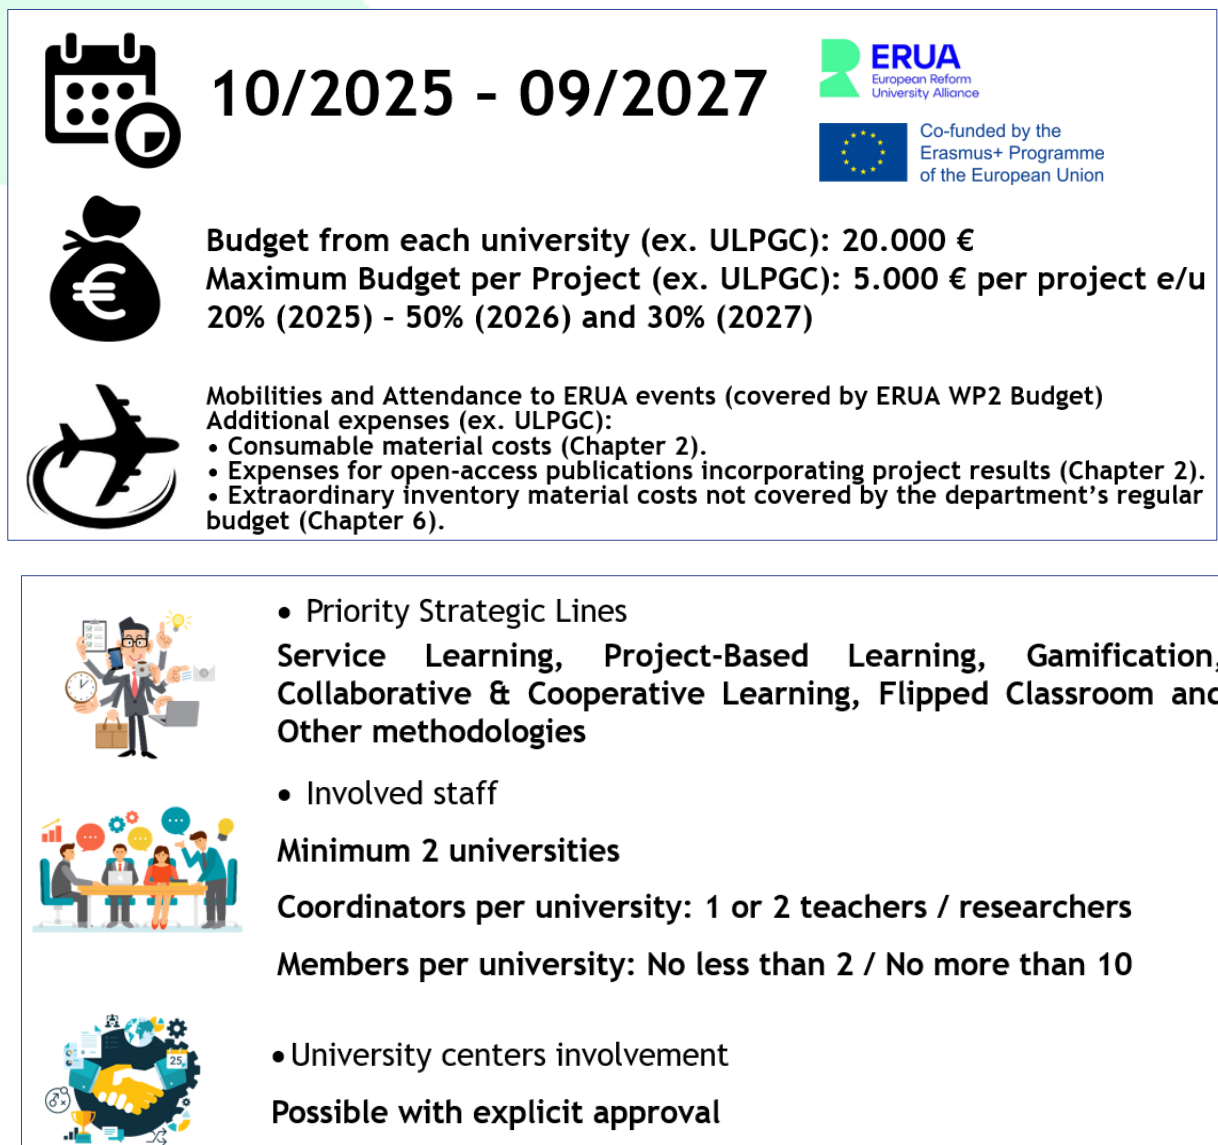 10/2025 – 09/2027
ERUA
European Reform
University Alliance
Co-funded by the
Erasmus+ Programme
of the European Union
Budget from each university (ex. ULPGC): 20.000 €
Maximum Budget per Project (ex. ULPGC): 5.000 € per project e/u
20% (2025) – 50% (2026) and 30% (2027)
Mobilities and Attendance to ERUA events (covered by ERUA WP2 Budget)
Additional expenses (ex. ULPGC):
• Consumable material costs (Chapter 2).
• Expenses for open-access publications incorporating project results (Chapter 2).
• Extraordinary inventory material costs not covered by the department’s regular
budget (Chapter 6).
• Priority Strategic Lines
Service Learning, Project-Based Learning, Gamification,
Collaborative & Cooperative Learning, Flipped Classroom and
Other methodologies
• Involved staff
Minimum 2 universities
Coordinators per university: 1 or 2 teachers / researchers
Members per university: No less than 2 / No more than 10
25
• University centers involvement
Possible with explicit approval